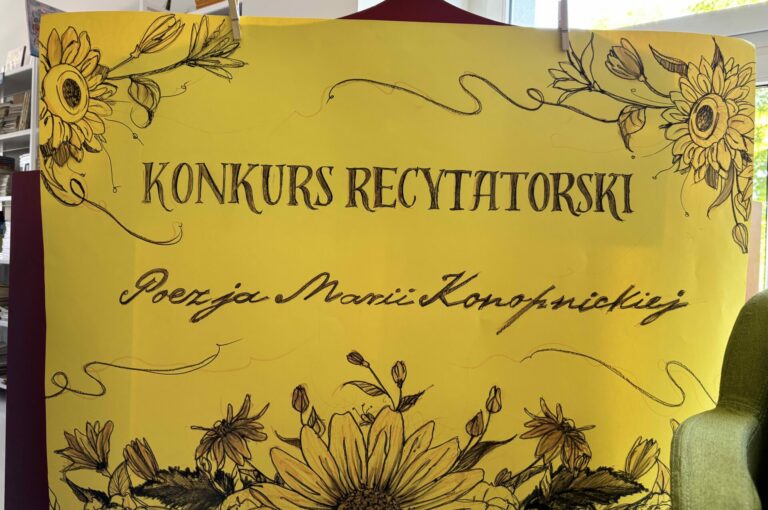 KONKURS RECYTATORSKI
Poezja Marii Konopnickiej